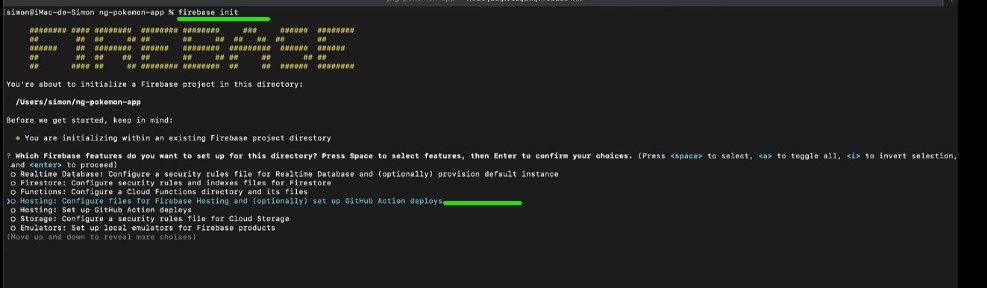 simon@iMac-de-Simon ng-pokemon-app % firebase init
You're about to initialize a Firebase project in this directory:
/Users/simon/ng-pokemon-app
Before we get started, keep in mind:
* You are initializing within an existing Firebase project directory
? Which Firebase features do you want to set up for this directory? Press Space to select features, then Enter to confirm your choices. (Press <space> to select, <a> to toggle all, <i> to invert selection,
and <enter> to proceed)
○ Realtime Database: Configure a security rules file for Realtime Database and (optionally) provision default instance
○ Firestore: Configure security rules and indexes files for Firestore
○ Functions: Configure a Cloud Functions directory and its files
❯○ Hosting: Configure files for Firebase Hosting and (optionally) set up GitHub Action deploys
○ Hosting: Set up GitHub Action deploys
○ Storage: Configure a security rules file for Cloud Storage
○ Emulators: Set up local emulators for Firebase products
(Move up and down to reveal more choices)